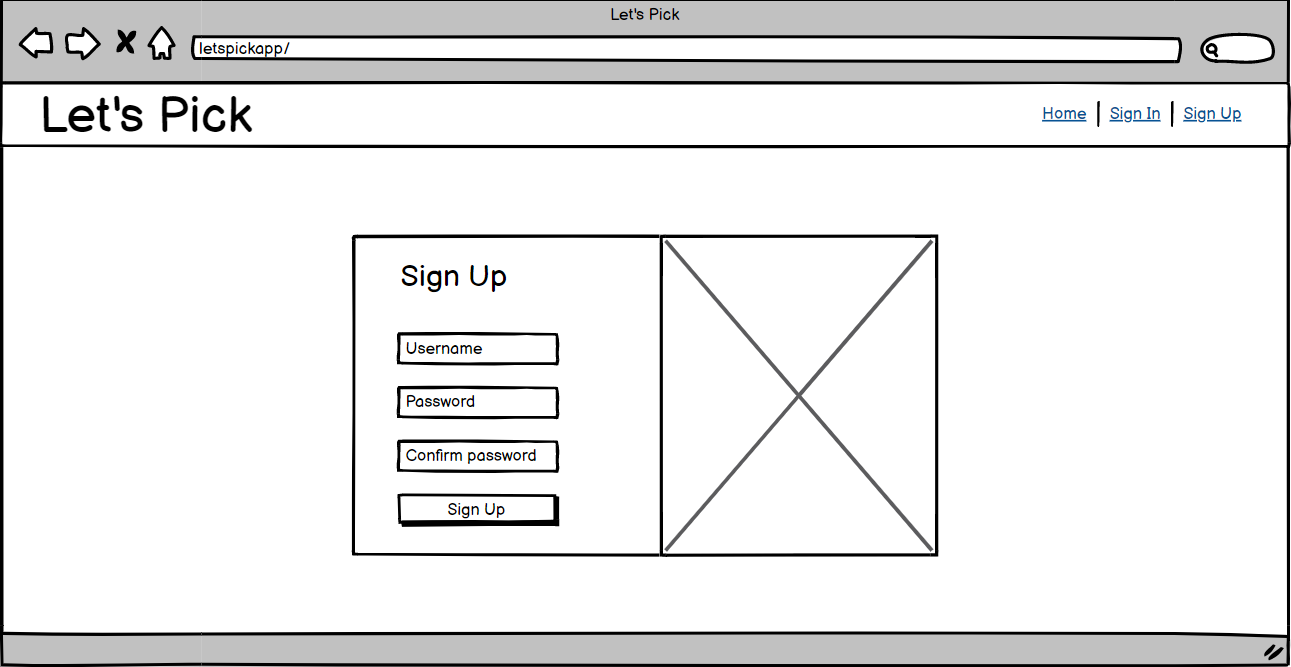 Let's Pick
letspickapp/
Let's Pick
Home | Sign In | Sign Up
Sign Up
Username
Password
Confirm password
Sign Up